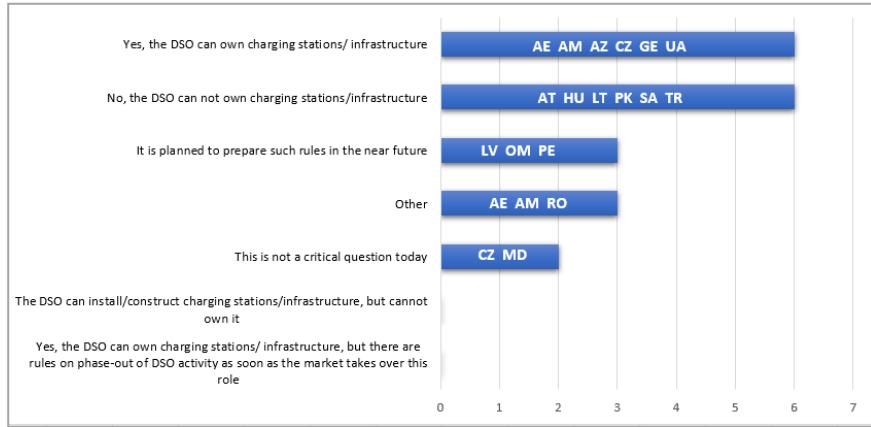 Yes, the DSO can own charging stations/ infrastructure
AE AM AZ CZ GE UA
No, the DSO can not own charging stations/infrastructure
AT HU LT PK SA TR
It is planned to prepare such rules in the near future
LV OM PE
Other
AE AM RO
This is not a critical question today
CZ MD
The DSO can install/construct charging stations/infrastructure, but cannot
own it
Yes, the DSO can own charging stations/ infrastructure, but there are
rules on phase-out of DSO activity as soon as the market takes over this
role
0 1 2 3 4 5 6 7